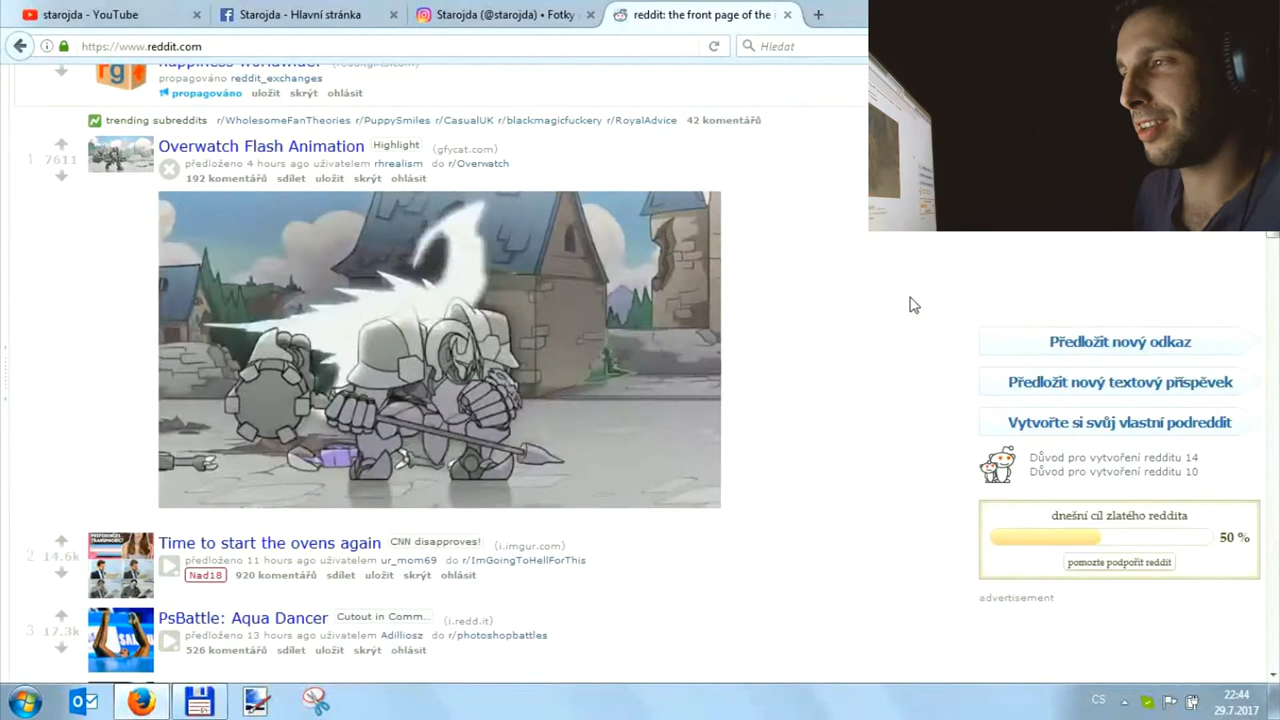 starojda - YouTube
Starojda - Hlavní stránka
Starojda (@starojda) • Fotky
reddit: the front page of the
https://www.reddit.com
Hledat
propagováno reddit_exchanges
propagováno uložit skrýt ohlásit
trending subreddits r/WholesomeFanTheories r/PuppySmiles r/CasualUK r/blackmagicfuckery r/RoyalAdvice 42 komentářů
1 7611 Overwatch Flash Animation Highlight (gfycat.com)
předloženo 4 hours ago uživatelem rhrealism do r/Overwatch
192 komentářů sdílet uložit skrýt ohlásit
Předložit nový odkaz
Předložit nový textový příspěvek
Vytvořte si svůj vlastní podreddit
Důvod pro vytvoření redditu 14
Důvod pro vytvoření redditu 10
dnešní cíl zlatého reddita
50 %
pomozte podpořit reddit
advertisement
2 14.6k Time to start the ovens again CNN disapproves! (i.imgur.com)
předloženo 11 hours ago uživatelem ur_mom69 do r/ImGoingToHellForThis
Nad18 920 komentářů sdílet uložit skrýt ohlásit
3 17.3k PsBattle: Aqua Dancer Cutout in Comm... (i.redd.it)
předloženo 13 hours ago uživatelem Adilliosz do r/photoshopbattles
526 komentářů sdílet uložit skrýt ohlásit
CS
22:44
29.7.2017